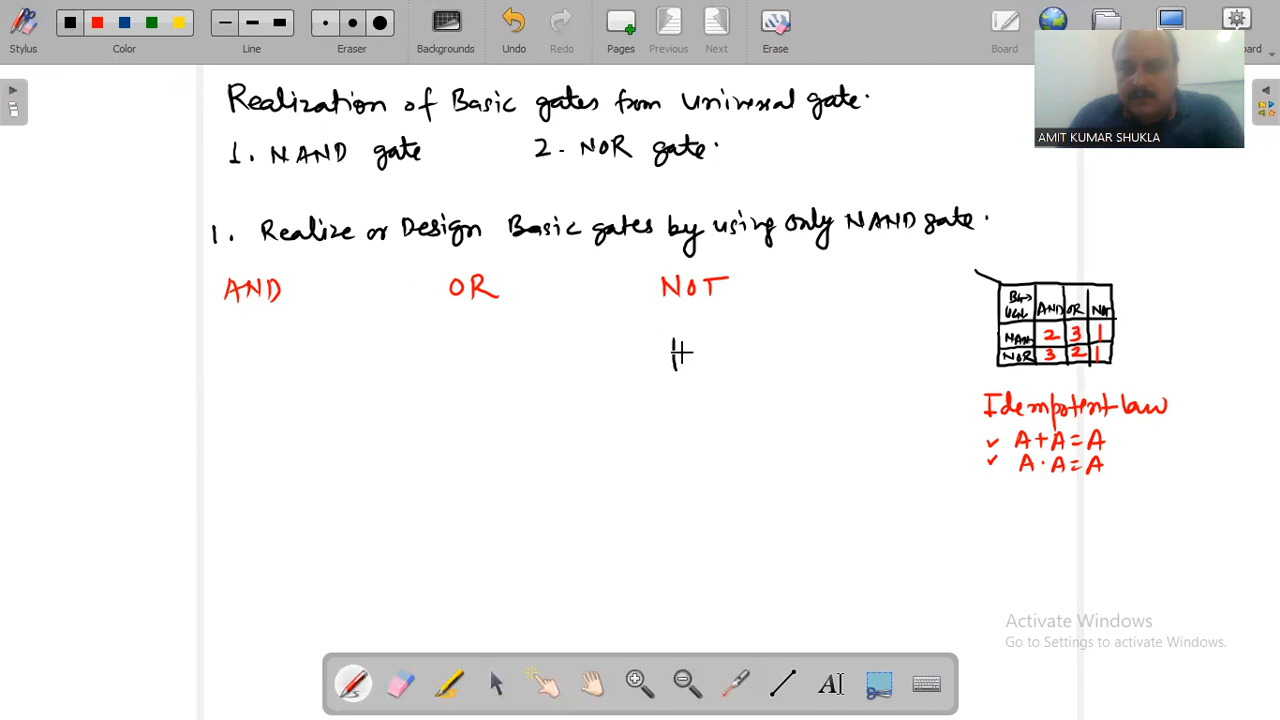 Stylus
Color
Line
Eraser
Backgrounds
Undo
Redo
Pages
Previous
Next
Erase
Board
AMIT KUMAR SHUKLA
Realization of Basic gates from Universal gate.
1. NAND gate 2. NOR gate.
1. Realize or Design Basic gates by using only NAND gate.
AND OR NOT
AND OR NOT
NAN 2 3 1
NOR 3 2 1
Idempotent law
✓ A+A=A
✓ A·A=A
Activate Windows
Go to Settings to activate Windows.